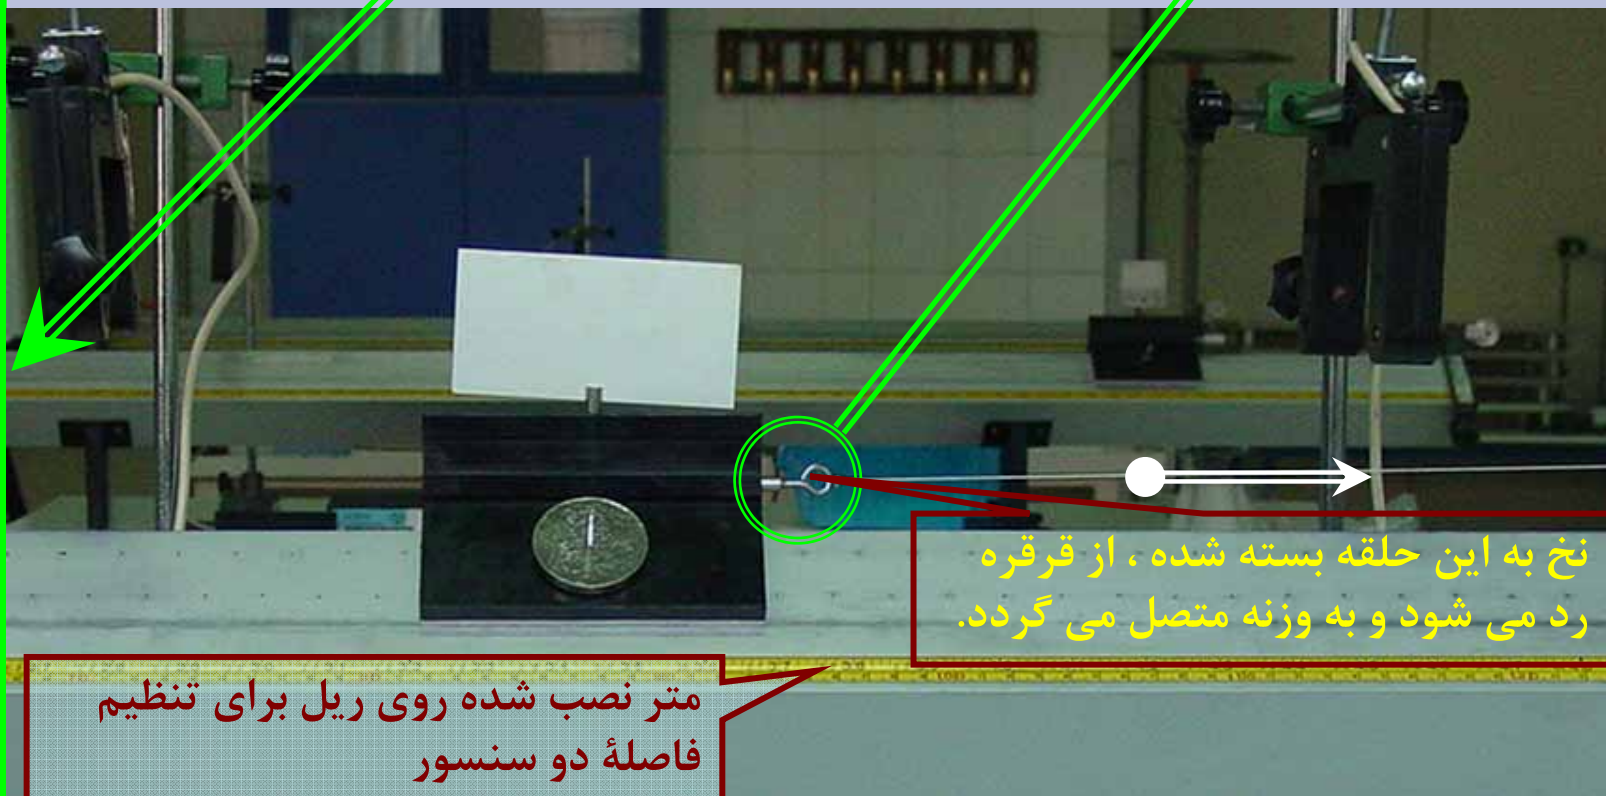 نخ به این حلقه بسته شده ، از قرقره
رد می شود و به وزنه متصل می گردد.
متر نصب شده روی ریل برای تنظیم
فاصلهٔ دو سنسور